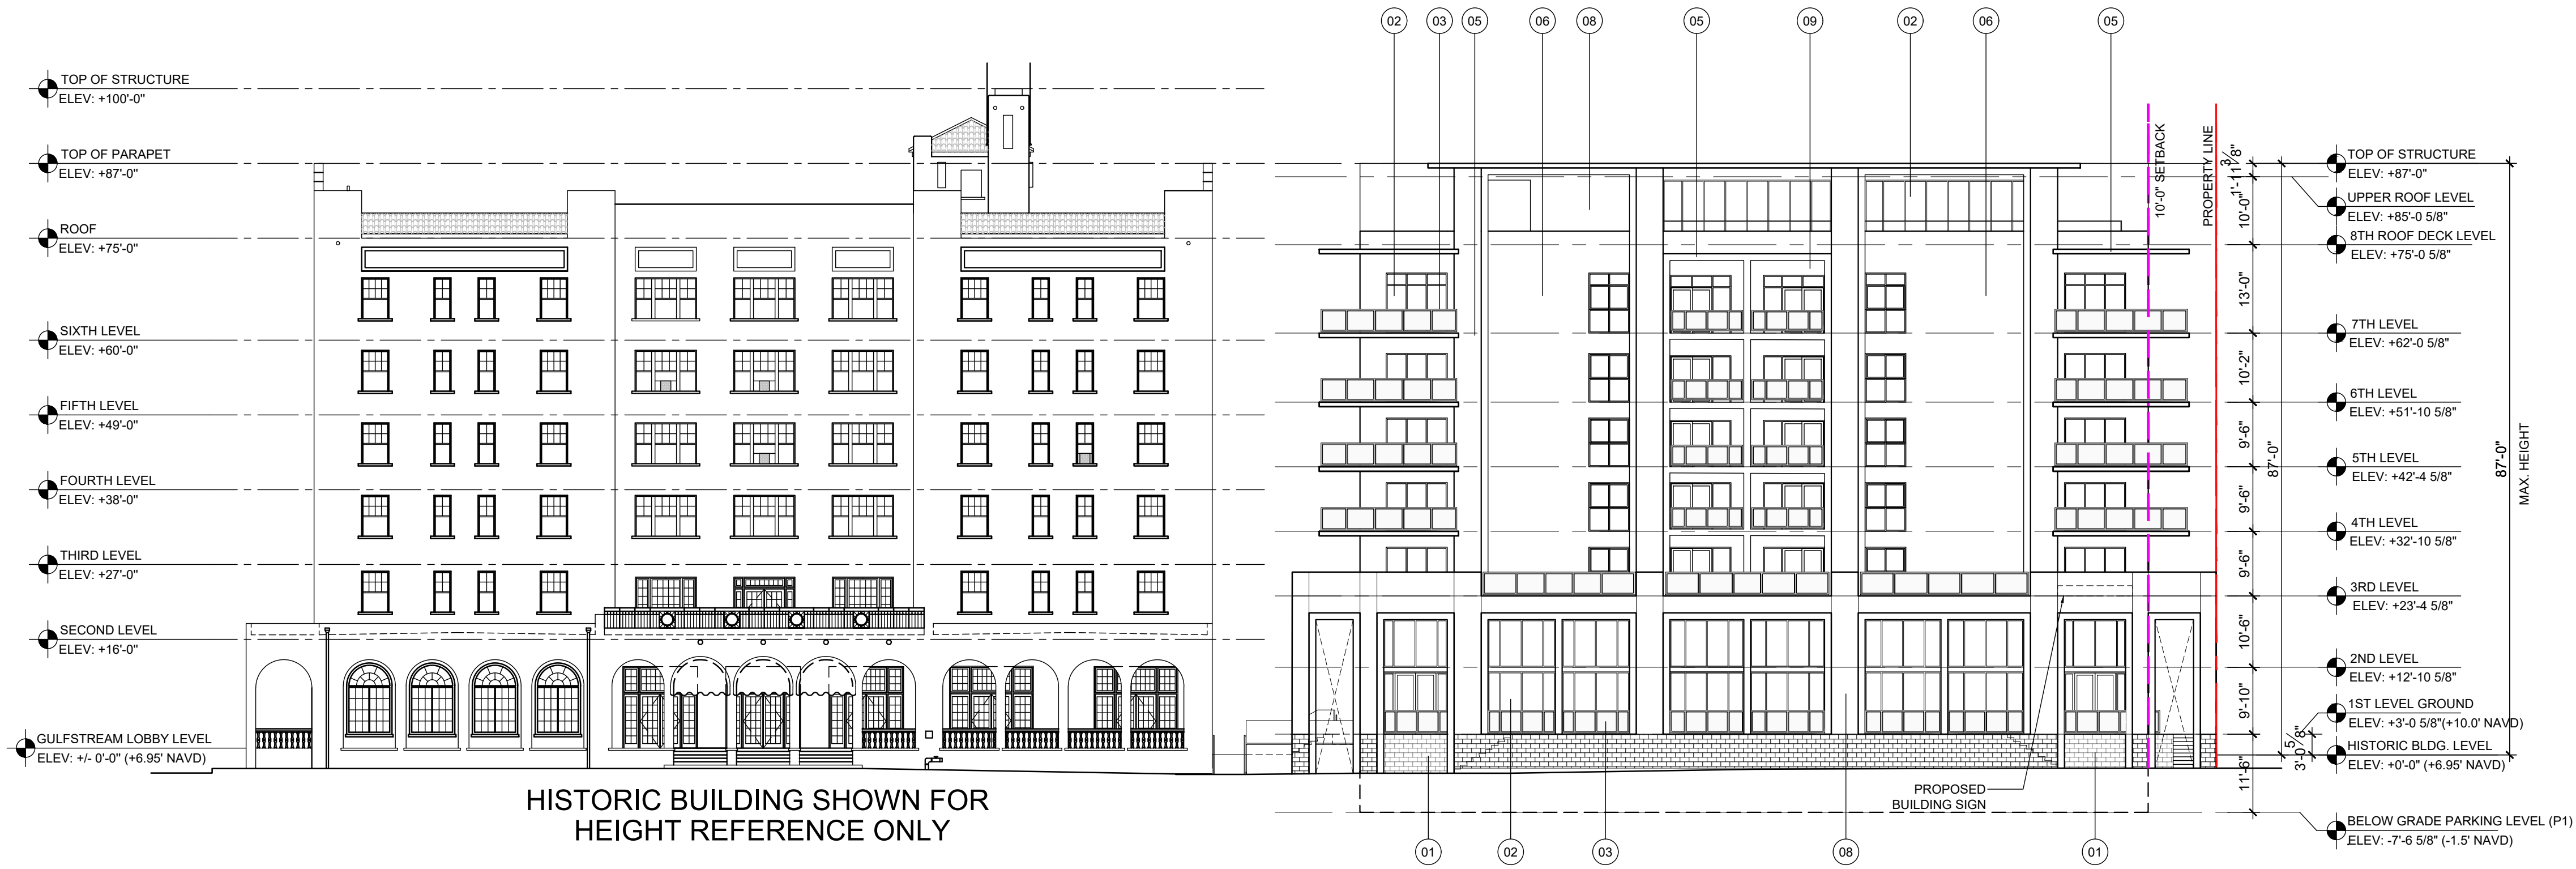 02
03
05
06
08
05
09
02
06
05
TOP OF STRUCTURE
ELEV: +100'-0"
TOP OF PARAPET
ELEV: +87'-0"
ROOF
ELEV: +75'-0"
SIXTH LEVEL
ELEV: +60'-0"
FIFTH LEVEL
ELEV: +49'-0"
FOURTH LEVEL
ELEV: +38'-0"
THIRD LEVEL
ELEV: +27'-0"
SECOND LEVEL
ELEV: +16'-0"
GULFSTREAM LOBBY LEVEL
ELEV: +/- 0'-0" (+6.95' NAVD)
HISTORIC BUILDING SHOWN FOR
HEIGHT REFERENCE ONLY
10'-0" SETBACK
PROPERTY LINE
1'-11 3/8"
10'-0"
13'-0"
10'-2"
9'-6"
9'-6"
9'-6"
10'-6"
9'-10"
3'-0 5/8"
11'-6"
87'-0"
87'-0"
MAX. HEIGHT
TOP OF STRUCTURE
ELEV: +87'-0"
UPPER ROOF LEVEL
ELEV: +85'-0 5/8"
8TH ROOF DECK LEVEL
ELEV: +75'-0 5/8"
7TH LEVEL
ELEV: +62'-0 5/8"
6TH LEVEL
ELEV: +51'-10 5/8"
5TH LEVEL
ELEV: +42'-4 5/8"
4TH LEVEL
ELEV: +32'-10 5/8"
3RD LEVEL
ELEV: +23'-4 5/8"
2ND LEVEL
ELEV: +12'-10 5/8"
1ST LEVEL GROUND
ELEV: +3'-0 5/8"(+10.0' NAVD)
HISTORIC BLDG. LEVEL
ELEV: +0'-0" (+6.95' NAVD)
BELOW GRADE PARKING LEVEL (P1)
ELEV: -7'-6 5/8" (-1.5' NAVD)
PROPOSED
BUILDING SIGN
01
02
03
08
01